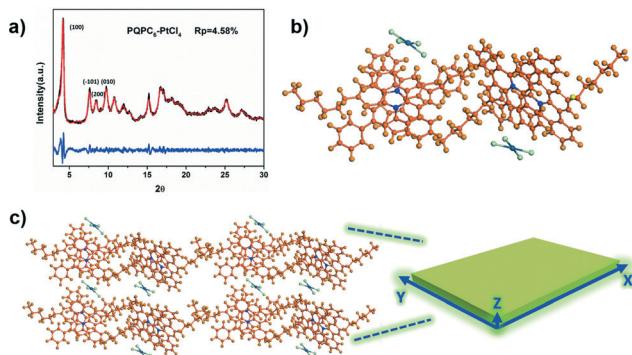 a)
PQPC₆-PtCl₄ Rp=4.58%
(100)
(-101)
(200)
(010)
Intensity(a.u.)
5 10 15 20 25 30
2θ
b)
c)
Y
Z
X